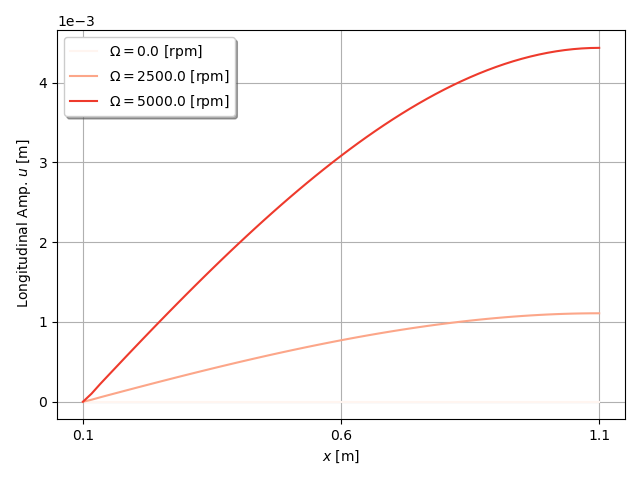 1e−3
Ω = 0.0 [rpm]
Ω = 2500.0 [rpm]
Ω = 5000.0 [rpm]
Longitudinal Amp. u [m]
4
3
2
1
0
0.1 0.6 1.1
x [m]